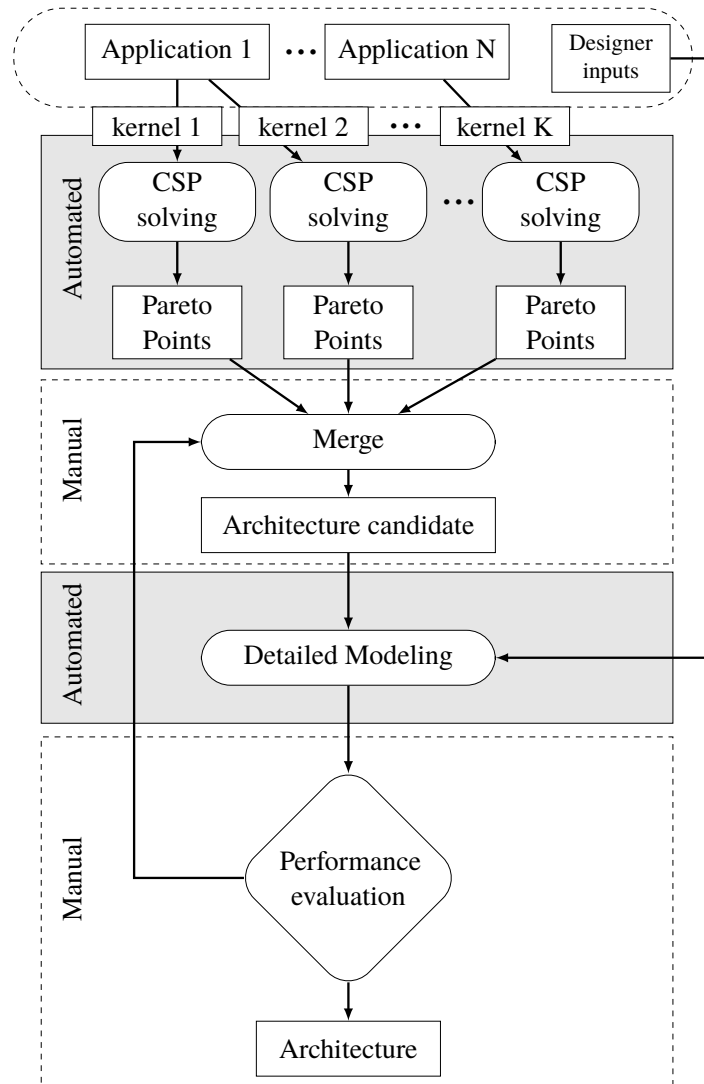 Application 1
...
Application N
Designer
inputs
kernel 1
kernel 2
...
kernel K
Automated
CSP
solving
CSP
solving
...
CSP
solving
Pareto
Points
Pareto
Points
Pareto
Points
Manual
Merge
Architecture candidate
Automated
Detailed Modeling
Manual
Performance
evaluation
Architecture